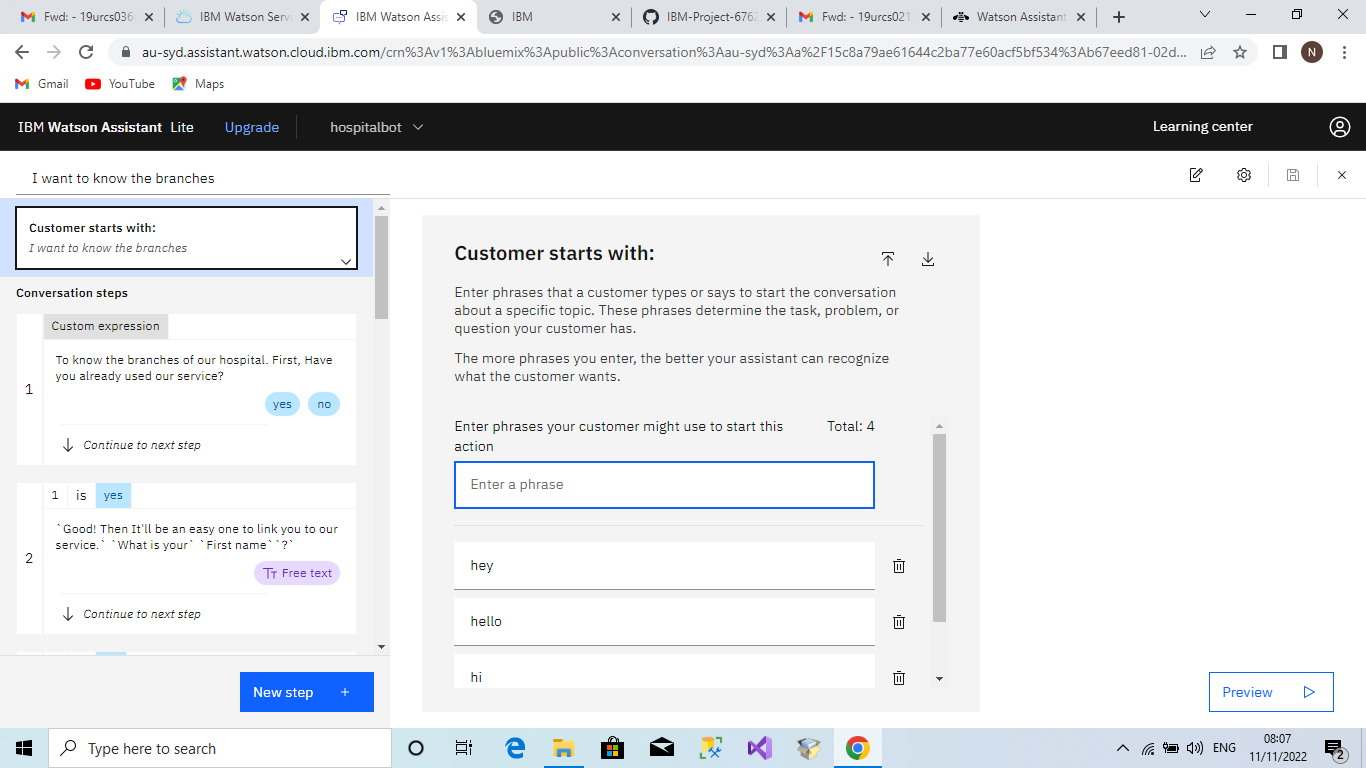 Fwd: - 19urcs036
IBM Watson Serv
IBM Watson Assis
IBM
IBM-Project-6762
Fwd: - 19urcs021
Watson Assistant
au-syd.assistant.watson.cloud.ibm.com/crn%3Av1%3Abluemix%3Apublic%3Aconversation%3Aau-syd%3Aa%2F15c8a79ae61644c2ba77e60acf5bf534%3Ab67eed81-02d...
N
Gmail
YouTube
Maps
IBM Watson Assistant Lite
Upgrade
hospitalbot
Learning center
I want to know the branches
Customer starts with:
I want to know the branches
Conversation steps
1
Custom expression
To know the branches of our hospital. First, Have
you already used our service?
yes
no
Continue to next step
2
1 is yes
`Good! Then It'll be an easy one to link you to our
service.` `What is your` `First name``?`
Free text
Continue to next step
New step +
Customer starts with:
Enter phrases that a customer types or says to start the conversation
about a specific topic. These phrases determine the task, problem, or
question your customer has.
The more phrases you enter, the better your assistant can recognize
what the customer wants.
Enter phrases your customer might use to start this
action
Total: 4
Enter a phrase
hey
hello
hi
Preview
Type here to search
ENG
08:07
11/11/2022
2